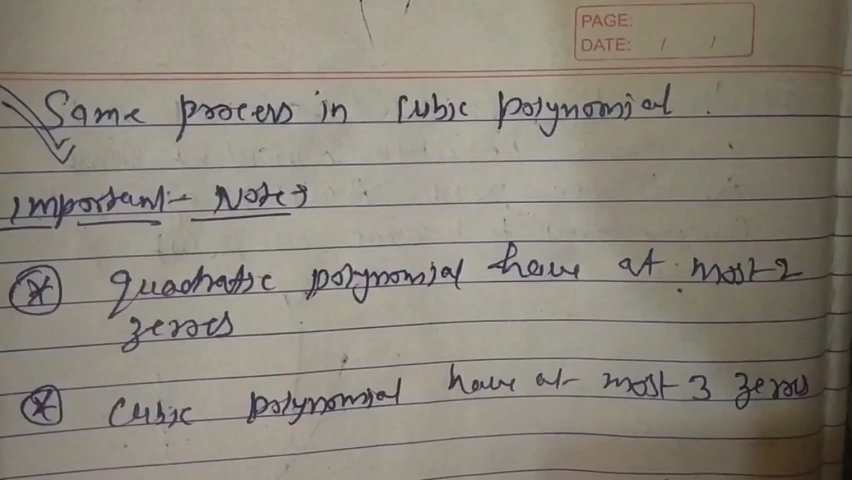 PAGE:
DATE: / /
Same process in cubic polynomial.
Important:- Notes
* quadratic polynomial have at most 2
zeroes
* Cubic polynomial have at most 3 zeroes